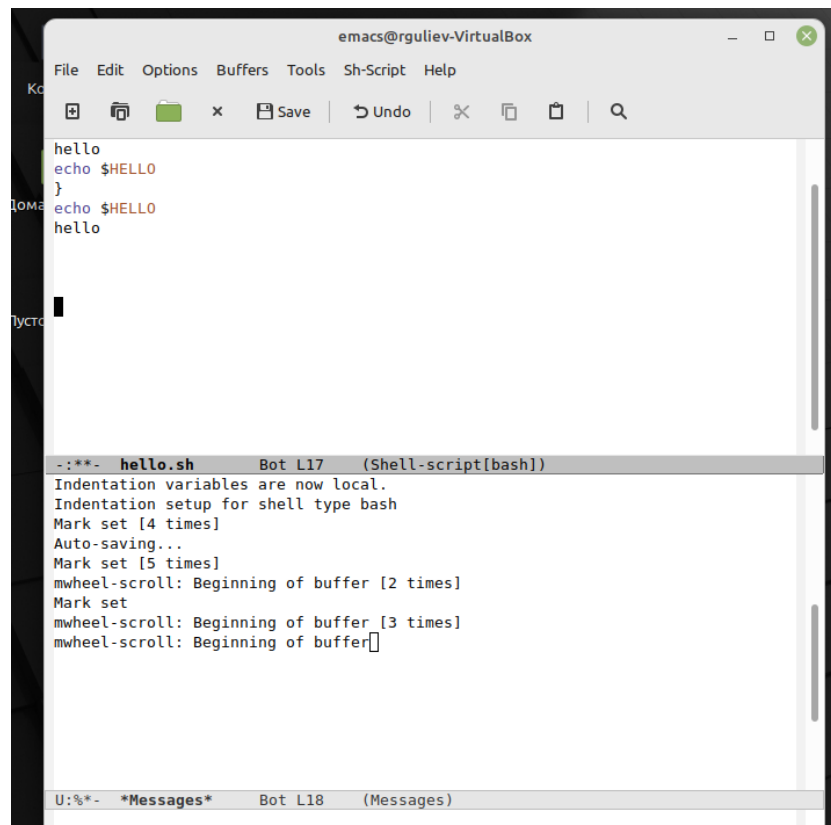 emacs@rguliev-VirtualBox
File Edit Options Buffers Tools Sh-Script Help
Save Undo
hello
echo $HELLO
}
echo $HELLO
hello
-:**- hello.sh Bot L17 (Shell-script[bash])
Indentation variables are now local.
Indentation setup for shell type bash
Mark set [4 times]
Auto-saving...
Mark set [5 times]
mwheel-scroll: Beginning of buffer [2 times]
Mark set
mwheel-scroll: Beginning of buffer [3 times]
mwheel-scroll: Beginning of buffer
U:%*- *Messages* Bot L18 (Messages)